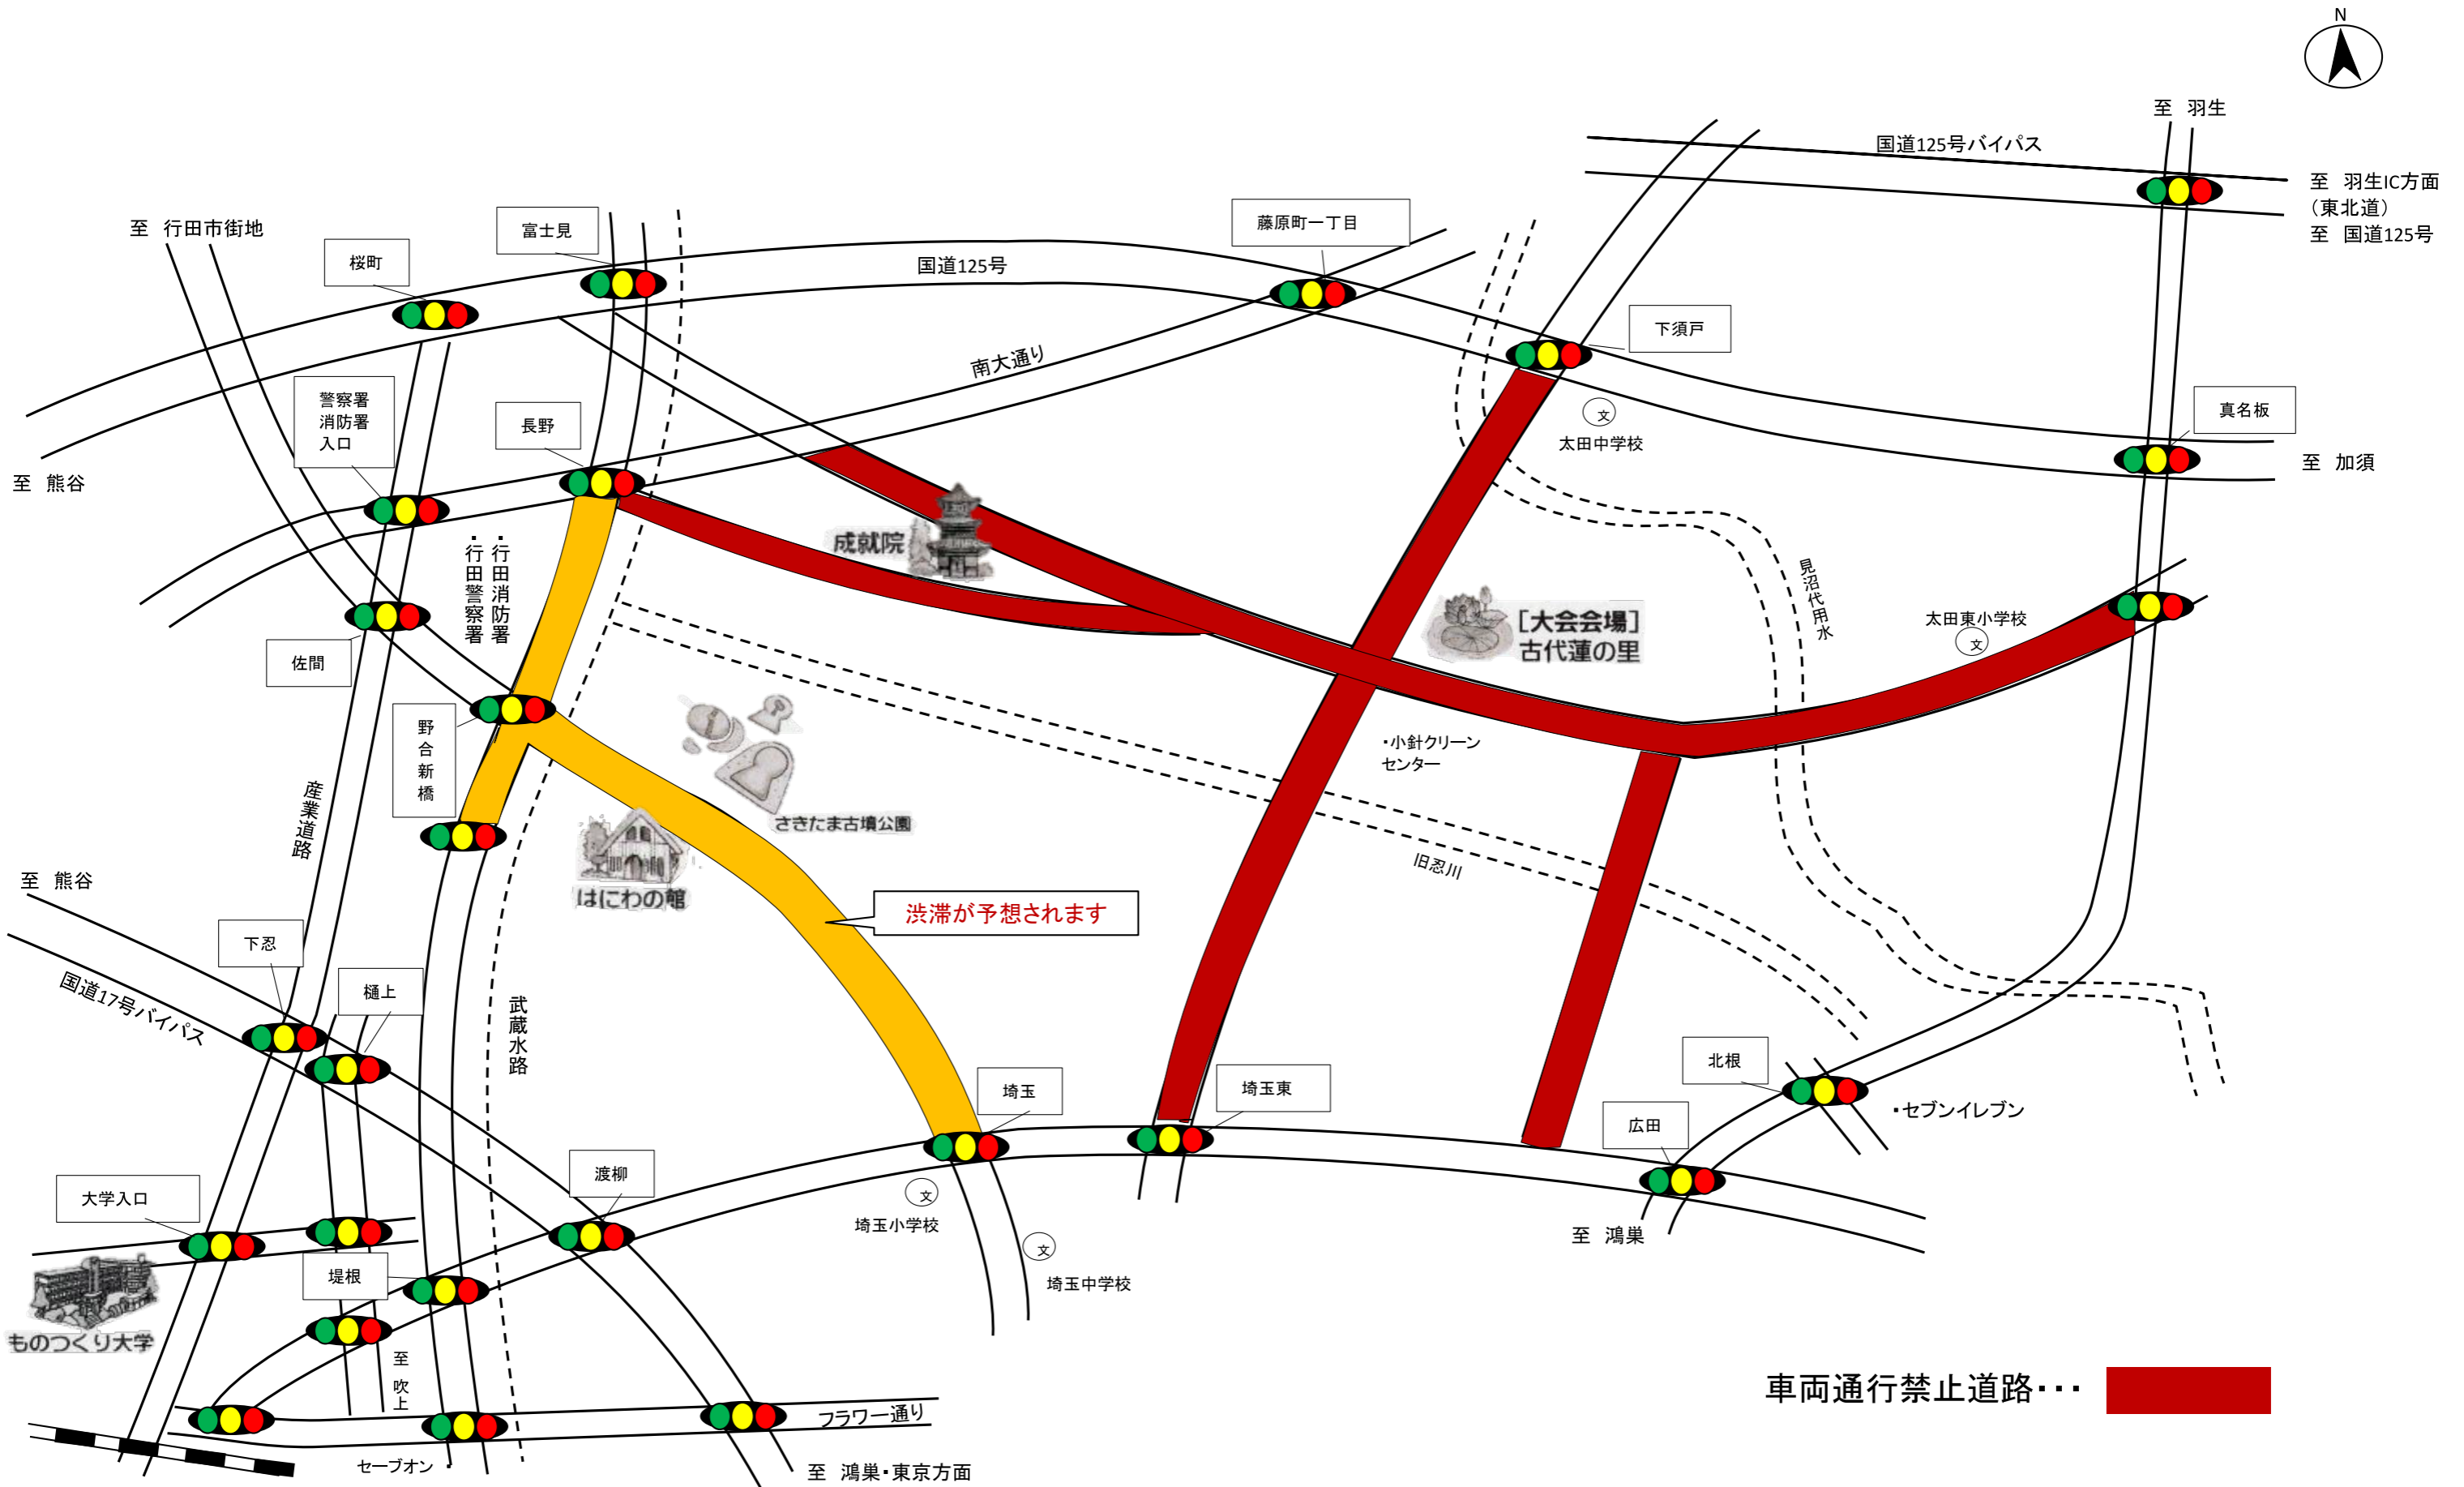 N
至 羽生
国道125号バイパス
至 羽生IC方面
（東北道）
至 国道125号
至 行田市街地
桜町
富士見
国道125号
藤原町一丁目
下須戸
警察署
消防署
入口
長野
南大通り
文
太田中学校
真名板
至 熊谷
至 加須
・行田消防署
・行田警察署
成就院
見沼代用水
[大会会場]
古代蓮の里
太田東小学校
文
佐間
野合新橋
・小針クリーン
センター
産業道路
さきたま古墳公園
はにわの館
旧忍川
至 熊谷
渋滞が予想されます
下忍
樋上
国道17号バイパス
武蔵水路
埼玉
埼玉東
北根
広田
・セブンイレブン
大学入口
渡柳
文
埼玉小学校
至 鴻巣
文
埼玉中学校
堤根
ものつくり大学
至 吹上
車両通行禁止道路・・・
フラワー通り
セーブオン ・
至 鴻巣・東京方面